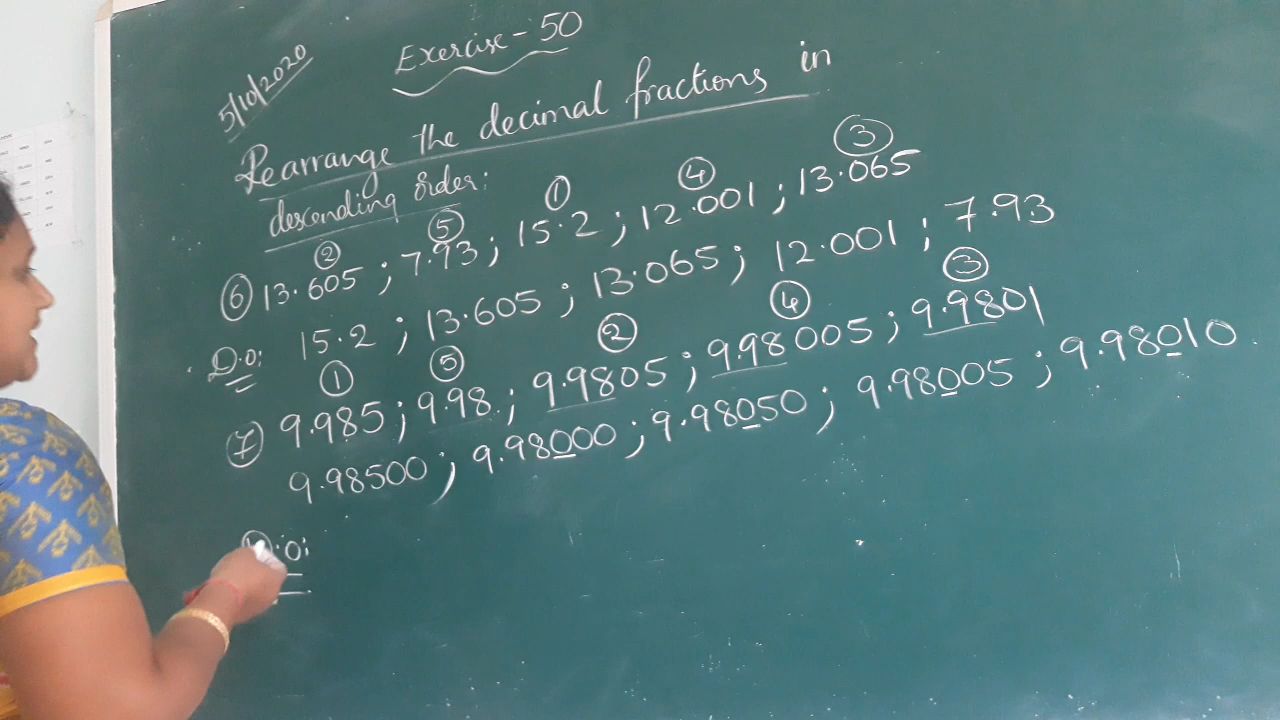 5/10/2020
Exercise - 50
Rearrange the decimal fractions in
descending order:
② ⑤ ① ④ ③
⑥ 13.605 ; 7.93 ; 15.2 ; 12.001 ; 13.065
D.O: 15.2 ; 13.605 ; 13.065 ; 12.001 ; 7.93
① ⑤ ② ④ ③
⑦ 9.985 ; 9.98 ; 9.9805 ; 9.98005 ; 9.9801
9.98500 ; 9.98000 ; 9.98050 ; 9.98005 ; 9.98010
.O: